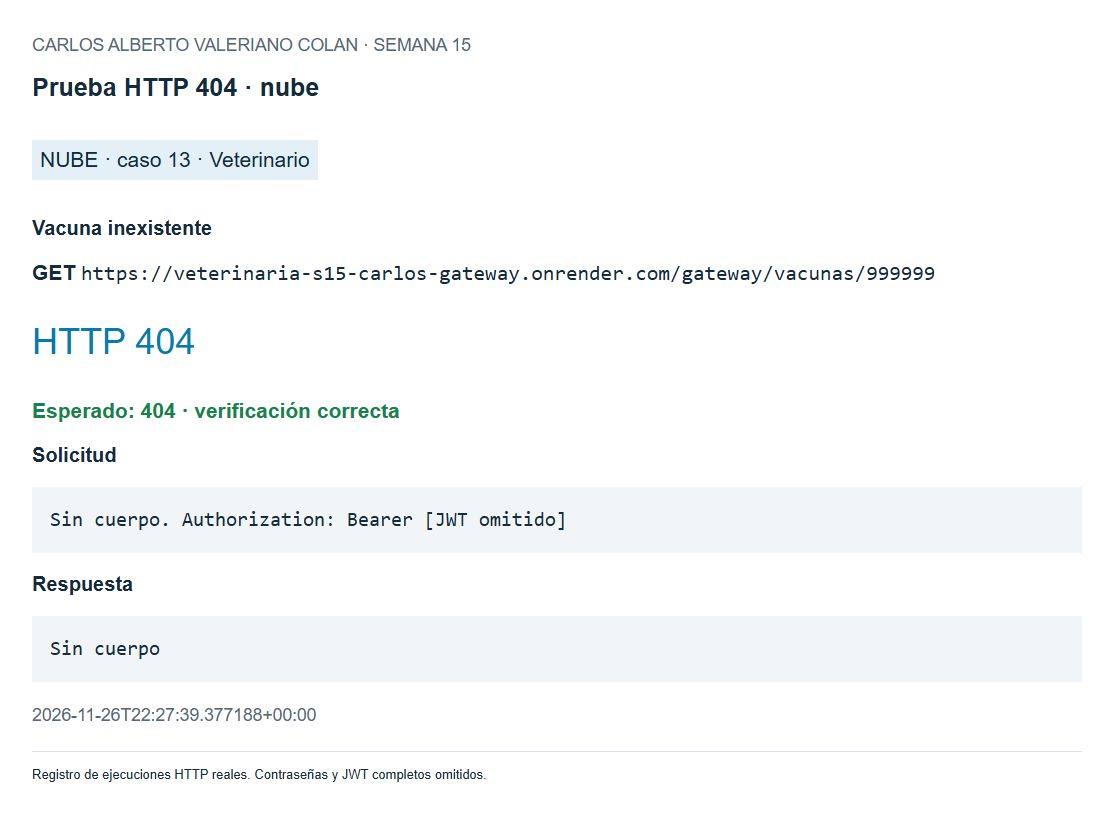 CARLOS ALBERTO VALERIANO COLAN · SEMANA 15
Prueba HTTP 404 · nube
NUBE · caso 13 · Veterinario
Vacuna inexistente
GET https://veterinaria-s15-carlos-gateway.onrender.com/gateway/vacunas/999999
HTTP 404
Esperado: 404 · verificación correcta
Solicitud
Sin cuerpo. Authorization: Bearer [JWT omitido]
Respuesta
Sin cuerpo
2026-11-26T22:27:39.377188+00:00
Registro de ejecuciones HTTP reales. Contraseñas y JWT completos omitidos.